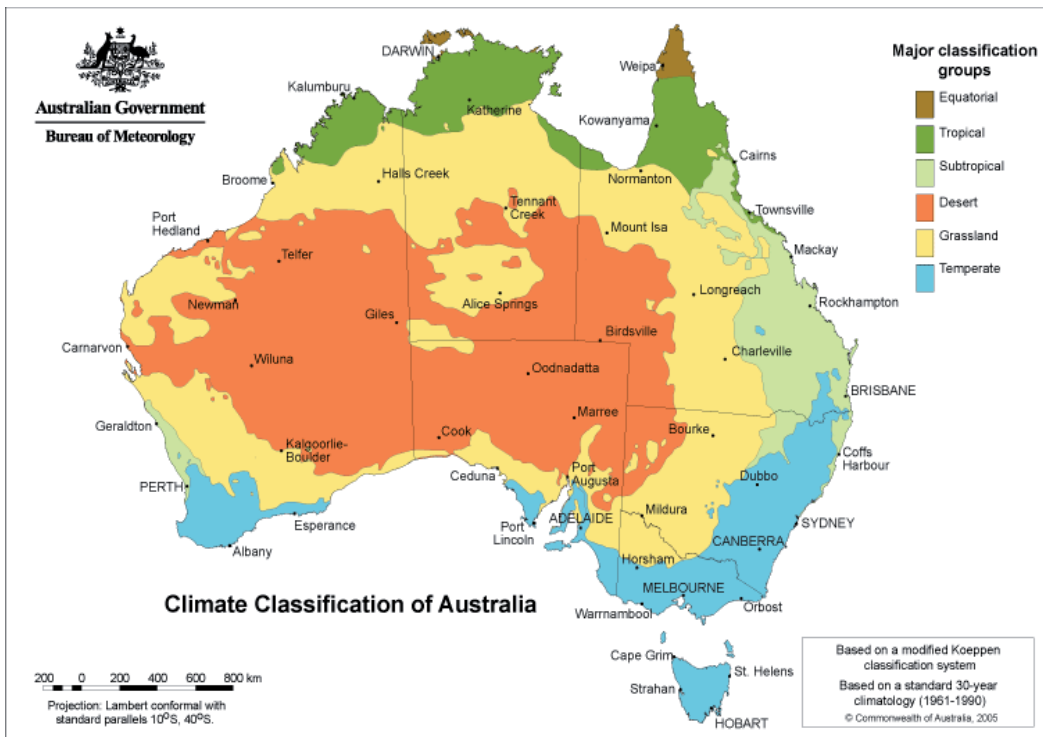 Australian Government
Bureau of Meteorology
Major classification
groups
Equatorial
Tropical
Subtropical
Desert
Grassland
Temperate
DARWIN
Weipa
Kalumburu
Katherine
Kowanyama
Cairns
Broome
Halls Creek
Normanton
Townsville
Port
Hedland
Tennant
Creek
Mount Isa
Mackay
Telfer
Newman
Alice Springs
Longreach
Rockhampton
Giles
Birdsville
Carnarvon
Wiluna
Oodnadatta
Charleville
BRISBANE
Geraldton
Marree
Bourke
Cook
Kalgoorlie-
Boulder
Coffs
Harbour
Ceduna
Port
Augusta
Dubbo
PERTH
Esperance
Port
Lincoln
ADELAIDE
Mildura
SYDNEY
CANBERRA
Albany
Horsham
MELBOURNE
Warrnambool
Orbost
Climate Classification of Australia
Cape Grim
St. Helens
Strahan
HOBART
200 0 200 400 600 800 km
Projection: Lambert conformal with
standard parallels 10°S, 40°S.
Based on a modified Koeppen
classification system
Based on a standard 30-year
climatology (1961-1990)
© Commonwealth of Australia, 2005